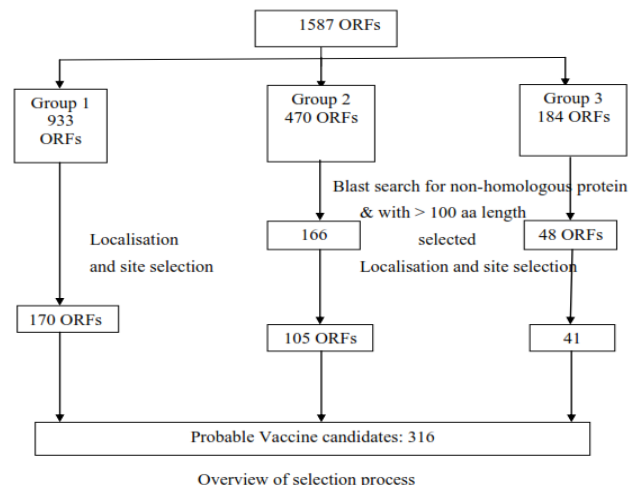 1587 ORFs
Group 1
933
ORFs
Group 2
470 ORFs
Group 3
184 ORFs
Blast search for non-homologous protein
& with > 100 aa length
selected
166
48 ORFs
Localisation
and site selection
Localisation and site selection
170 ORFs
105 ORFs
41
Probable Vaccine candidates: 316
Overview of selection process